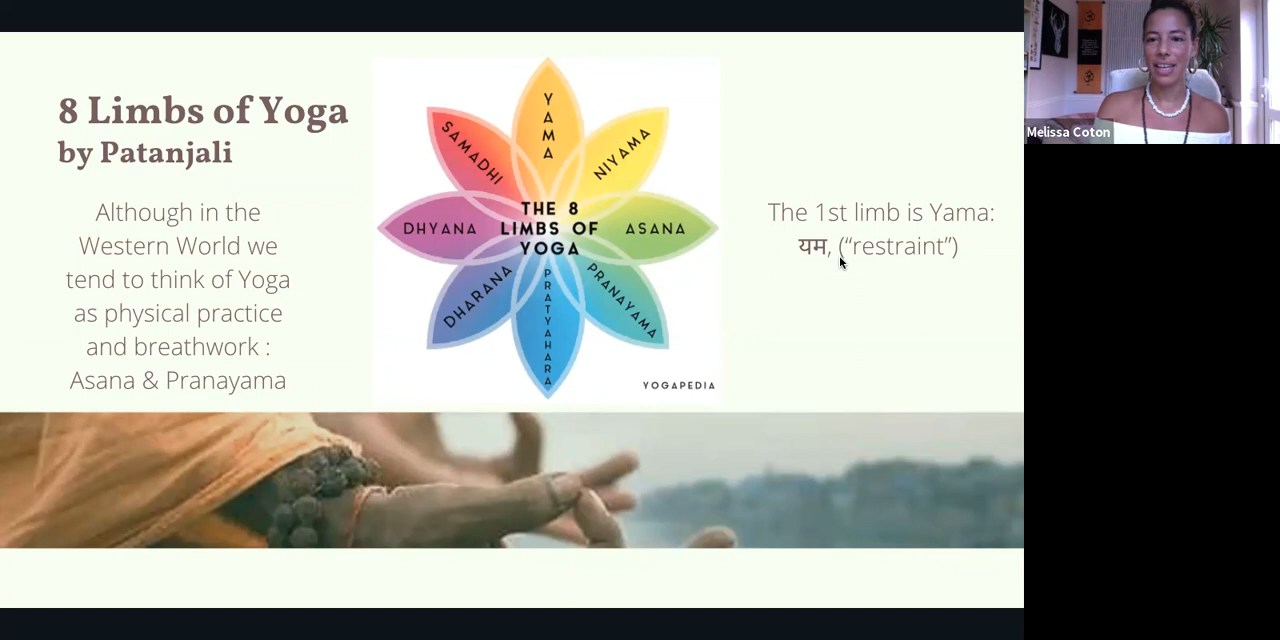 8 Limbs of Yoga
by Patanjali
Although in the
Western World we
tend to think of Yoga
as physical practice
and breathwork :
Asana & Pranayama
YAMA
NIYAMA
ASANA
PRANAYAMA
PRATYAHARA
DHARANA
DHYANA
SAMADHI
THE 8
LIMBS OF
YOGA
YOGAPEDIA
The 1st limb is Yama:
यम, (“restraint”)
Melissa Coton
ॐ
ॐ